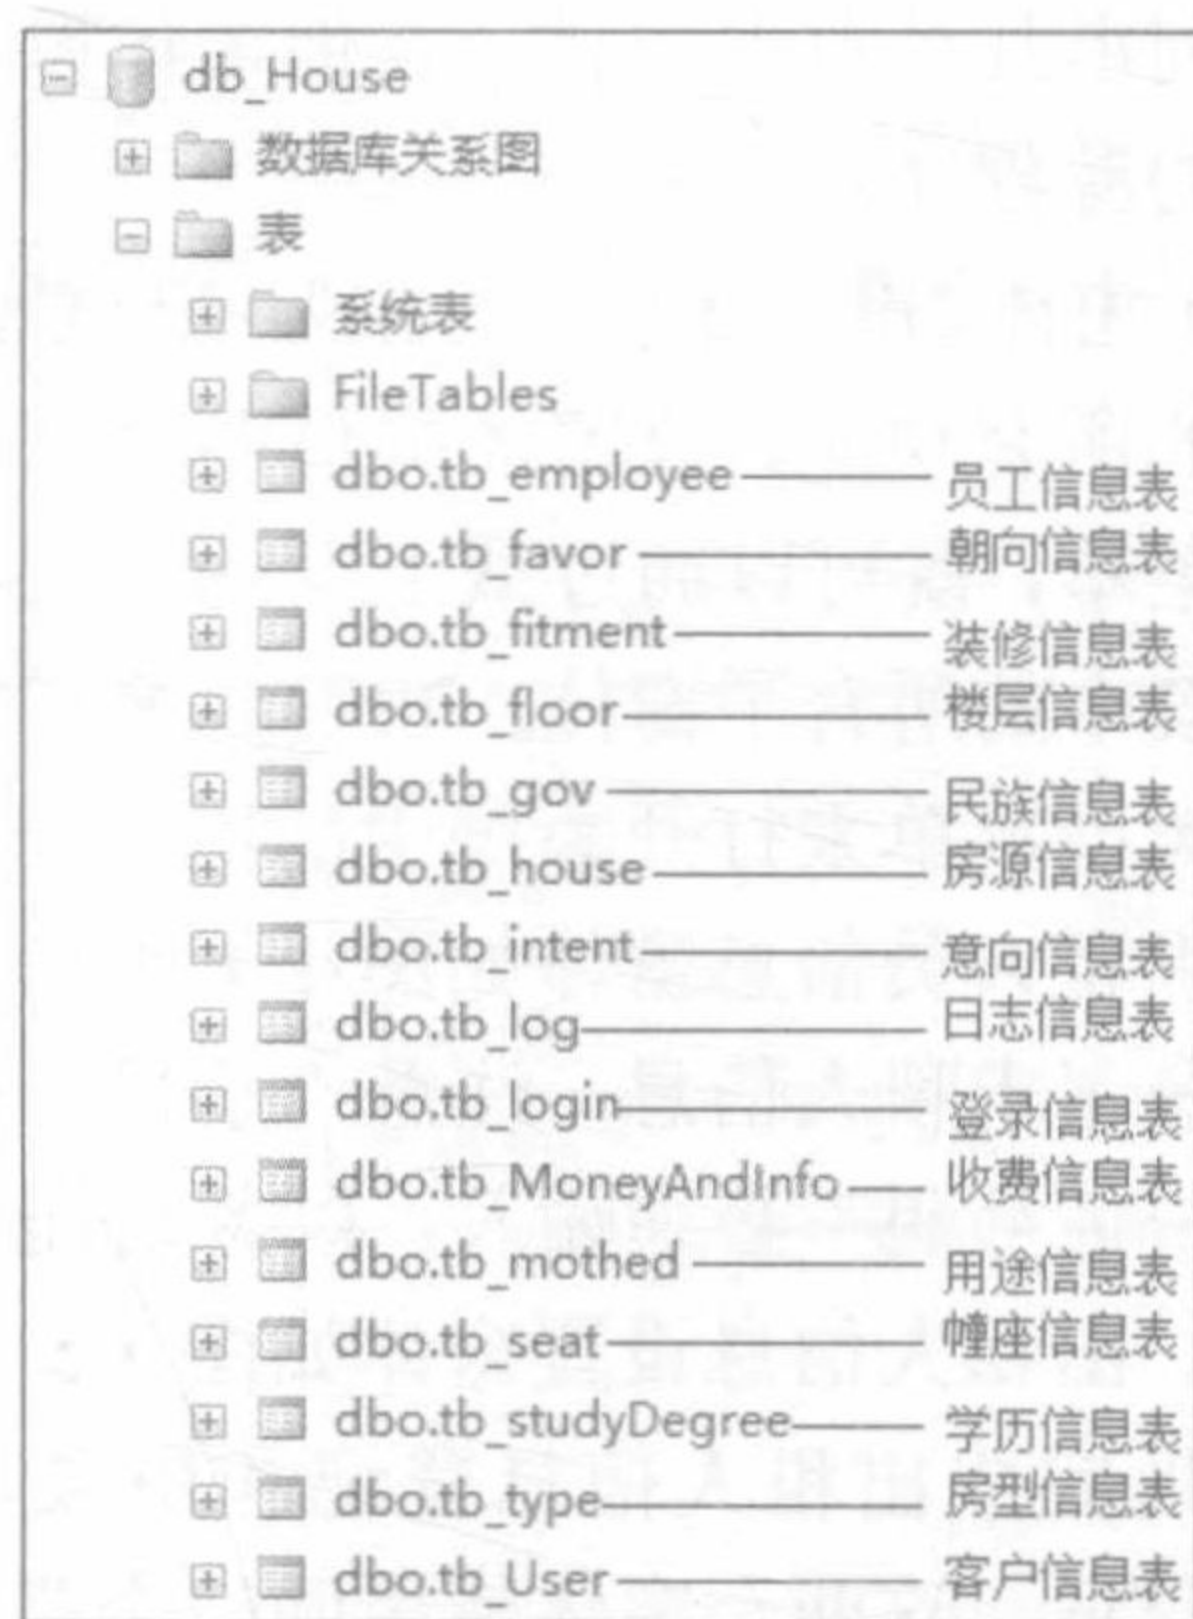 db_House
数据库关系图
表
系统表
FileTables
dbo.tb_employee 员工信息表
dbo.tb_favor 朝向信息表
dbo.tb_fitment 装修信息表
dbo.tb_floor 楼层信息表
dbo.tb_gov 民族信息表
dbo.tb_house 房源信息表
dbo.tb_intent 意向信息表
dbo.tb_log 日志信息表
dbo.tb_login 登录信息表
dbo.tb_MoneyAndInfo 收费信息表
dbo.tb_mothed 用途信息表
dbo.tb_seat 幢座信息表
dbo.tb_studyDegree 学历信息表
dbo.tb_type 房型信息表
dbo.tb_User 客户信息表